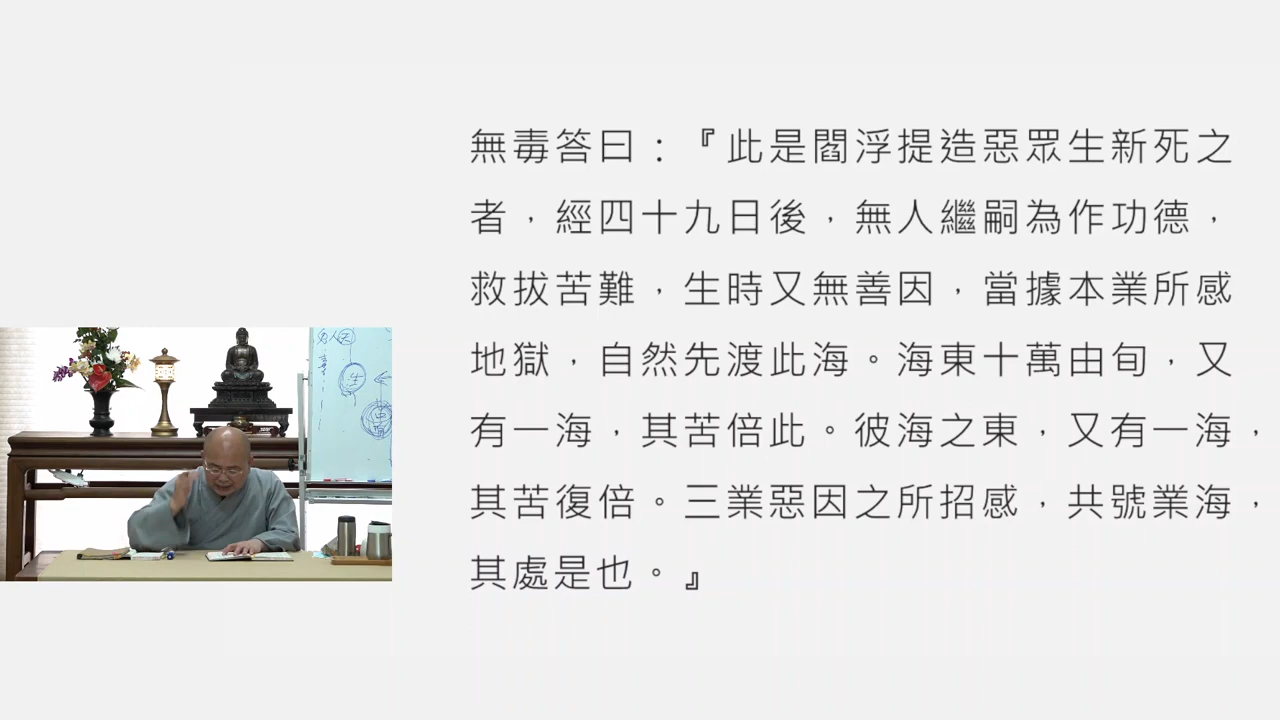 無毒答曰：『此是閻浮提造惡眾生新死之
者，經四十九日後，無人繼嗣為作功德，
救拔苦難，生時又無善因，當據本業所感
地獄，自然先渡此海。海東十萬由旬，又
有一海，其苦倍此。彼海之東，又有一海，
其苦復倍。三業惡因之所招感，共號業海，
其處是也。』